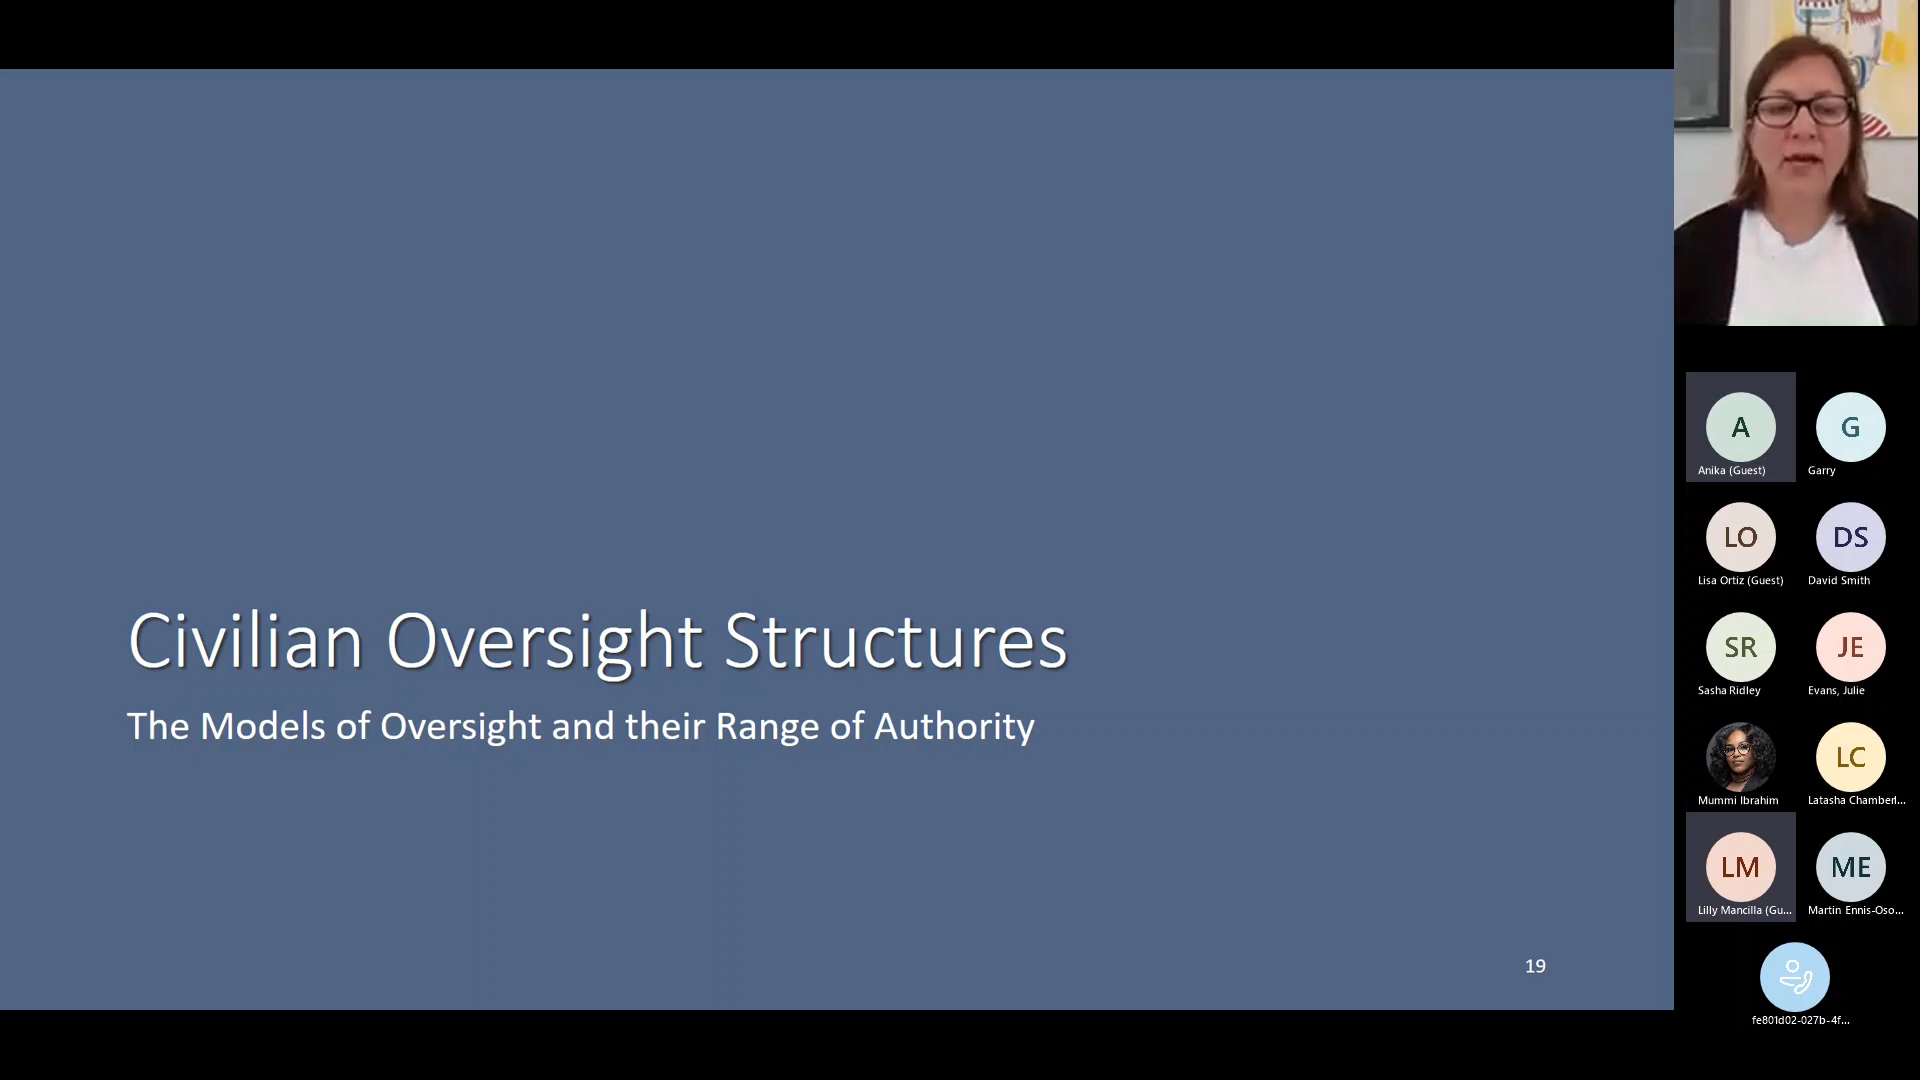 Civilian Oversight Structures
The Models of Oversight and their Range of Authority
19
A
Anika (Guest)
G
Garry
LO
Lisa Ortiz (Guest)
DS
David Smith
SR
Sasha Ridley
JE
Evans, Julie
Mummi Ibrahim
LC
Latasha Chamberl...
LM
Lilly Mancilla (Gu...
ME
Martin Ennis-Oso...
fe801d02-027b-4f...